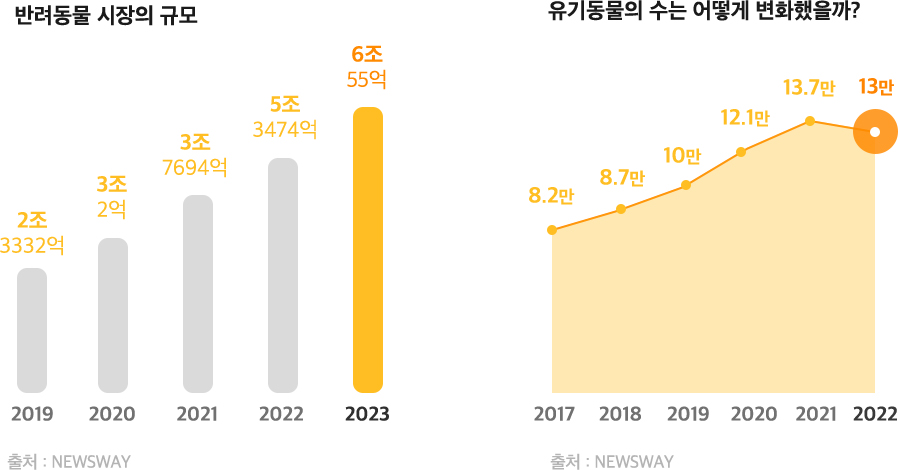 반려동물 시장의 규모
2조
3332억
3조
2억
3조
7694억
5조
3474억
6조
55억
2019
2020
2021
2022
2023
출처 : NEWSWAY
유기동물의 수는 어떻게 변화했을까?
8.2만
8.7만
10만
12.1만
13.7만
13만
2017
2018
2019
2020
2021
2022
출처 : NEWSWAY